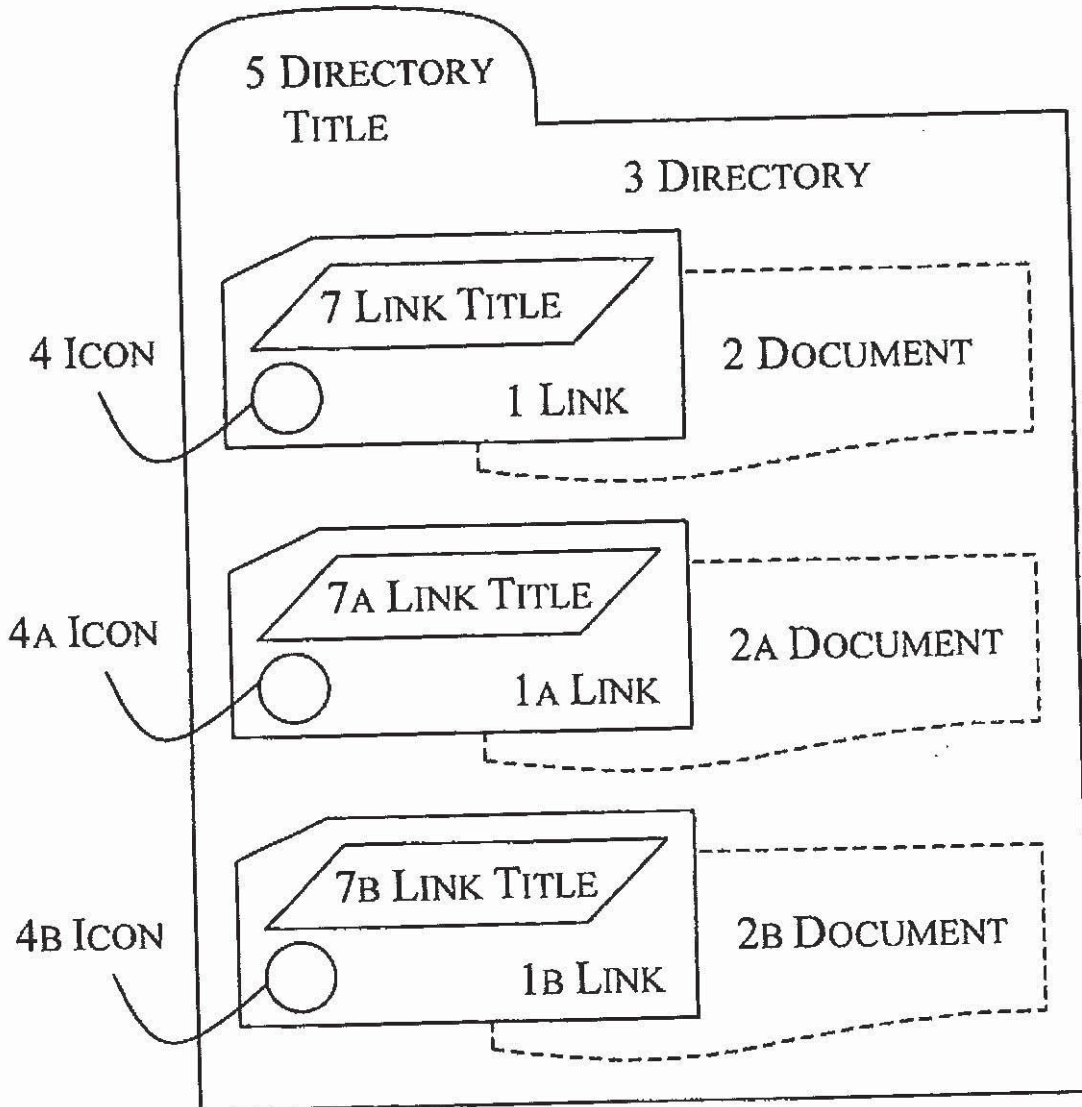 5 DIRECTORY
TITLE
3 DIRECTORY
7 LINK TITLE
4 ICON
1 LINK
2 DOCUMENT
7A LINK TITLE
4A ICON
1A LINK
2A DOCUMENT
7B LINK TITLE
4B ICON
1B LINK
2B DOCUMENT